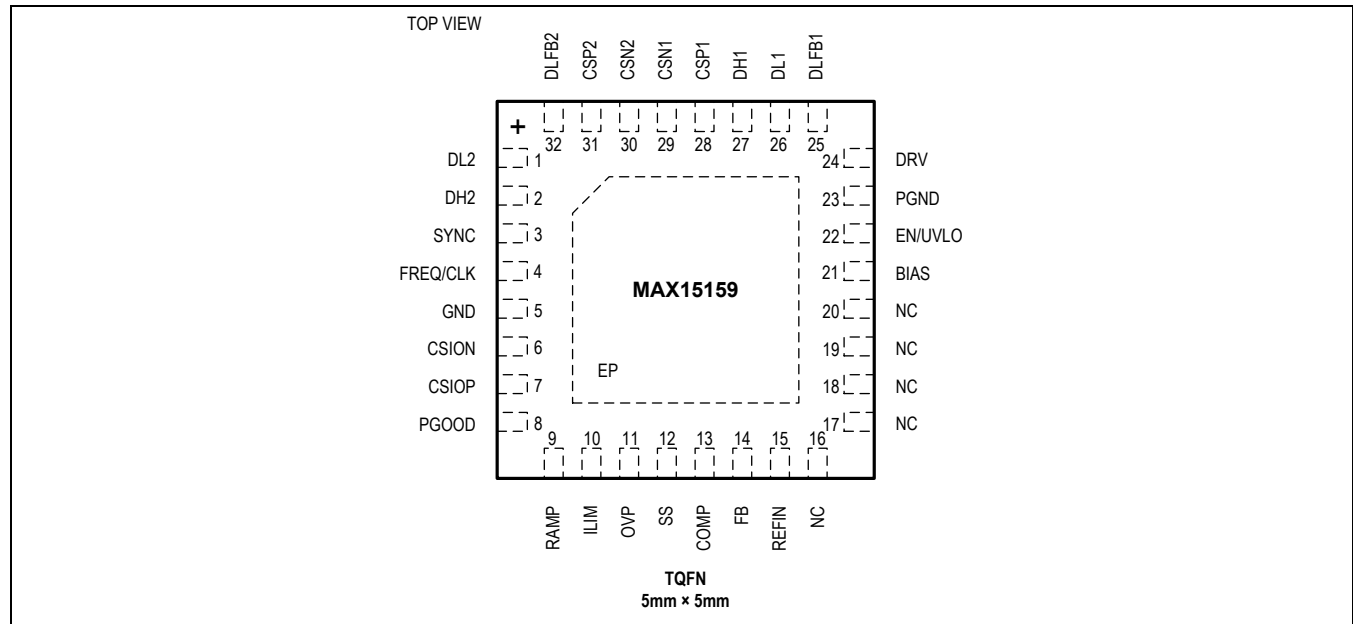 TOP VIEW
DLFB2 CSP2 CSN2 CSN1 CSP1 DH1 DL1 DLFB1
+
32 31 30 29 28 27 26 25
DL2 1 24 DRV
DH2 2 23 PGND
SYNC 3 22 EN/UVLO
FREQ/CLK 4 21 BIAS
MAX15159
GND 5 20 NC
CSION 6 19 NC
EP
CSIOP 7 18 NC
PGOOD 8 17 NC
9 10 11 12 13 14 15 16
RAMP ILIM OVP SS COMP FB REFIN NC
TQFN
5mm × 5mm